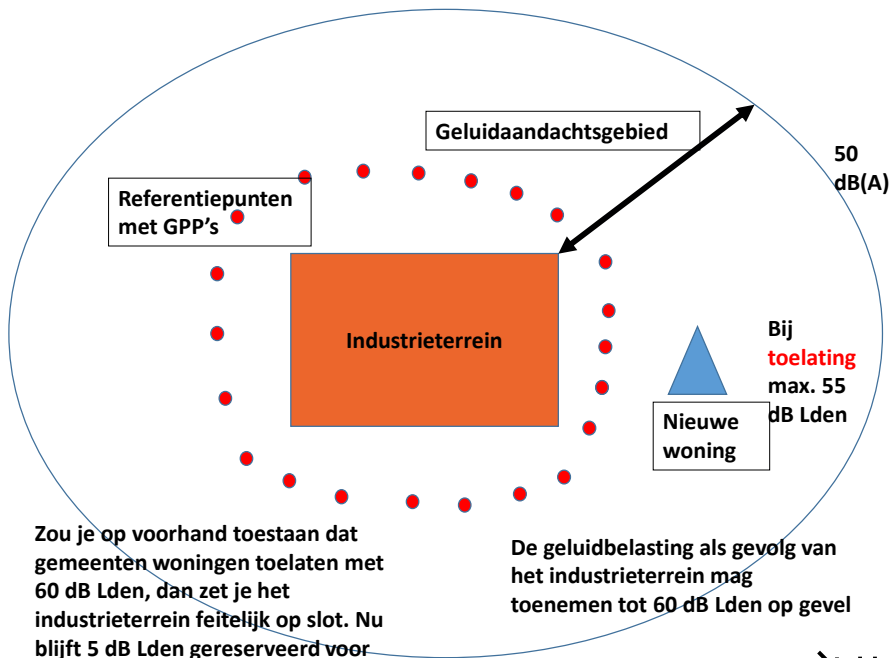 Geluidaandachtsgebied
50
dB(A)
Referentiepunten
met GPP's
Industrieterrein
Bij
toelating
max. 55
dB Lden
Nieuwe
woning
Zou je op voorhand toestaan dat
gemeenten woningen toelaten met
60 dB Lden, dan zet je het
industrieterrein feitelijk op slot. Nu
blijft 5 dB Lden gereserveerd voor
De geluidbelasting als gevolg van
het industrieterrein mag
toenemen tot 60 dB Lden op gevel